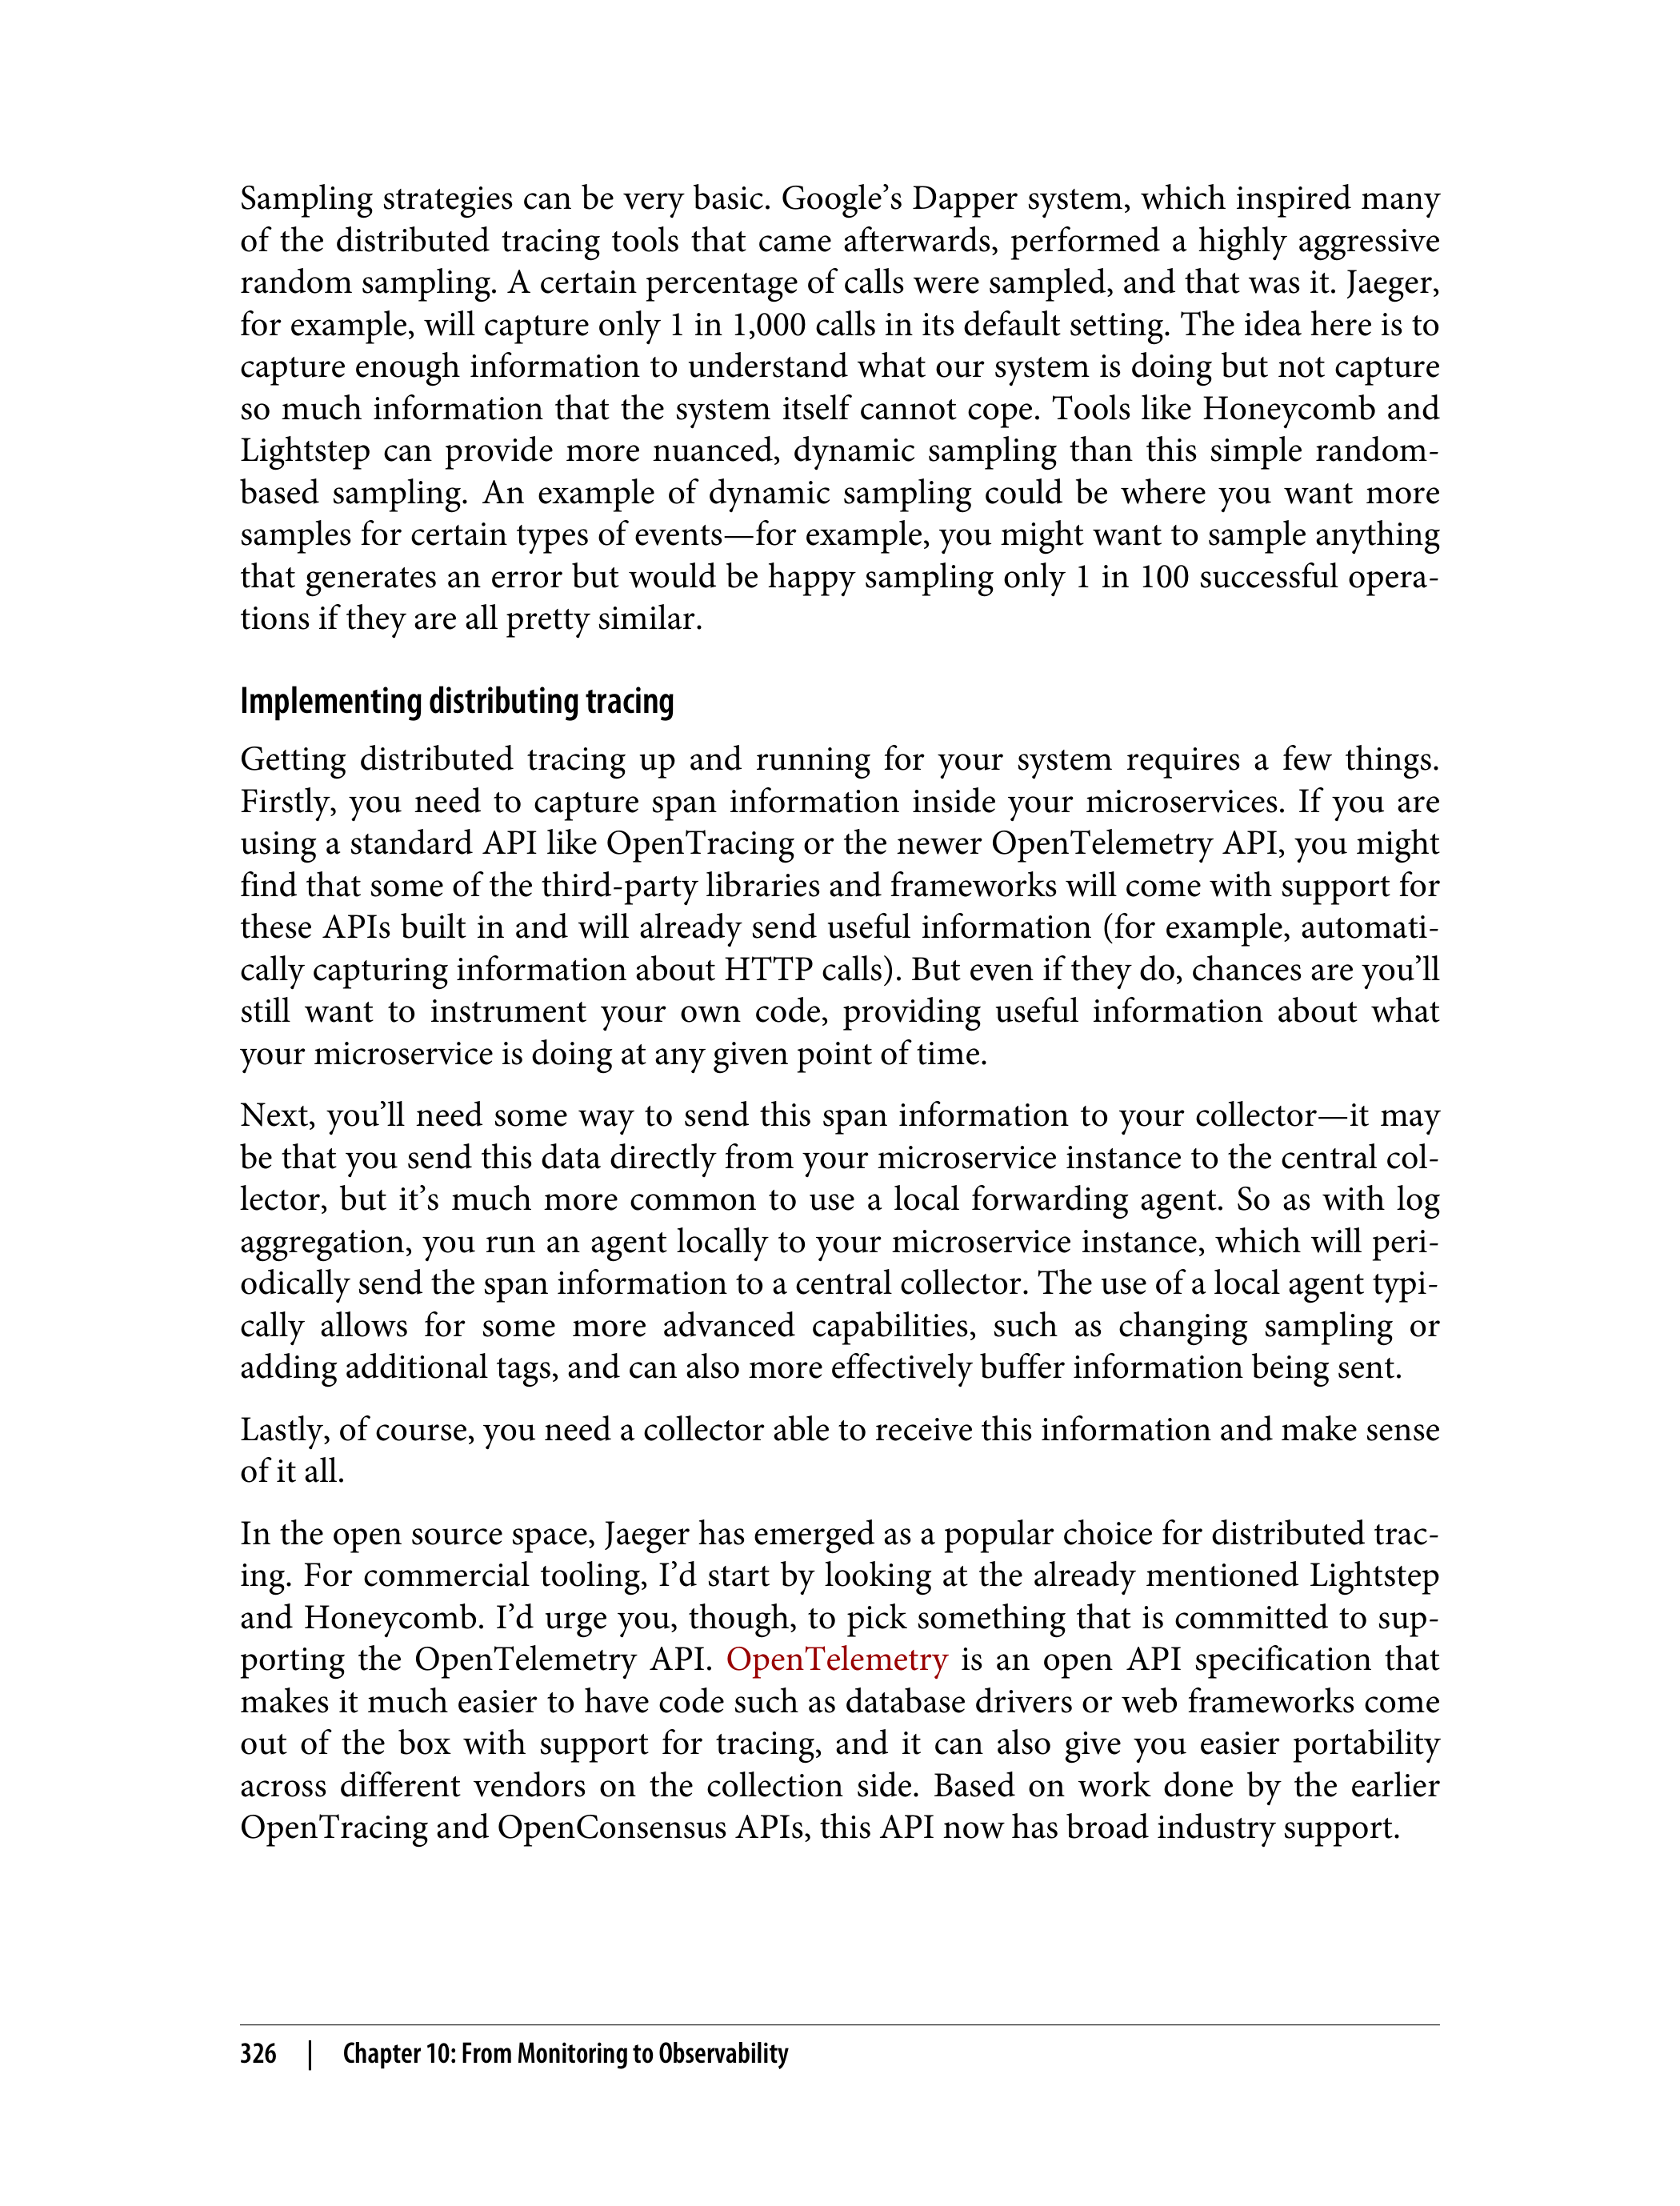 Sampling strategies can be very basic. Google’s Dapper system, which inspired many
of the distributed tracing tools that came afterwards, performed a highly aggressive
random sampling. A certain percentage of calls were sampled, and that was it. Jaeger,
for example, will capture only 1 in 1,000 calls in its default setting. The idea here is to
capture enough information to understand what our system is doing but not capture
so much information that the system itself cannot cope. Tools like Honeycomb and
Lightstep can provide more nuanced, dynamic sampling than this simple random-
based sampling. An example of dynamic sampling could be where you want more
samples for certain types of events—for example, you might want to sample anything
that generates an error but would be happy sampling only 1 in 100 successful opera-
tions if they are all pretty similar.
Implementing distributing tracing
Getting distributed tracing up and running for your system requires a few things.
Firstly, you need to capture span information inside your microservices. If you are
using a standard API like OpenTracing or the newer OpenTelemetry API, you might
find that some of the third-party libraries and frameworks will come with support for
these APIs built in and will already send useful information (for example, automati-
cally capturing information about HTTP calls). But even if they do, chances are you’ll
still want to instrument your own code, providing useful information about what
your microservice is doing at any given point of time.
Next, you’ll need some way to send this span information to your collector—it may
be that you send this data directly from your microservice instance to the central col-
lector, but it’s much more common to use a local forwarding agent. So as with log
aggregation, you run an agent locally to your microservice instance, which will peri-
odically send the span information to a central collector. The use of a local agent typi-
cally allows for some more advanced capabilities, such as changing sampling or
adding additional tags, and can also more effectively buffer information being sent.
Lastly, of course, you need a collector able to receive this information and make sense
of it all.
In the open source space, Jaeger has emerged as a popular choice for distributed trac-
ing. For commercial tooling, I’d start by looking at the already mentioned Lightstep
and Honeycomb. I’d urge you, though, to pick something that is committed to sup-
porting the OpenTelemetry API. OpenTelemetry is an open API specification that
makes it much easier to have code such as database drivers or web frameworks come
out of the box with support for tracing, and it can also give you easier portability
across different vendors on the collection side. Based on work done by the earlier
OpenTracing and OpenConsensus APIs, this API now has broad industry support.
326 | Chapter 10: From Monitoring to Observability